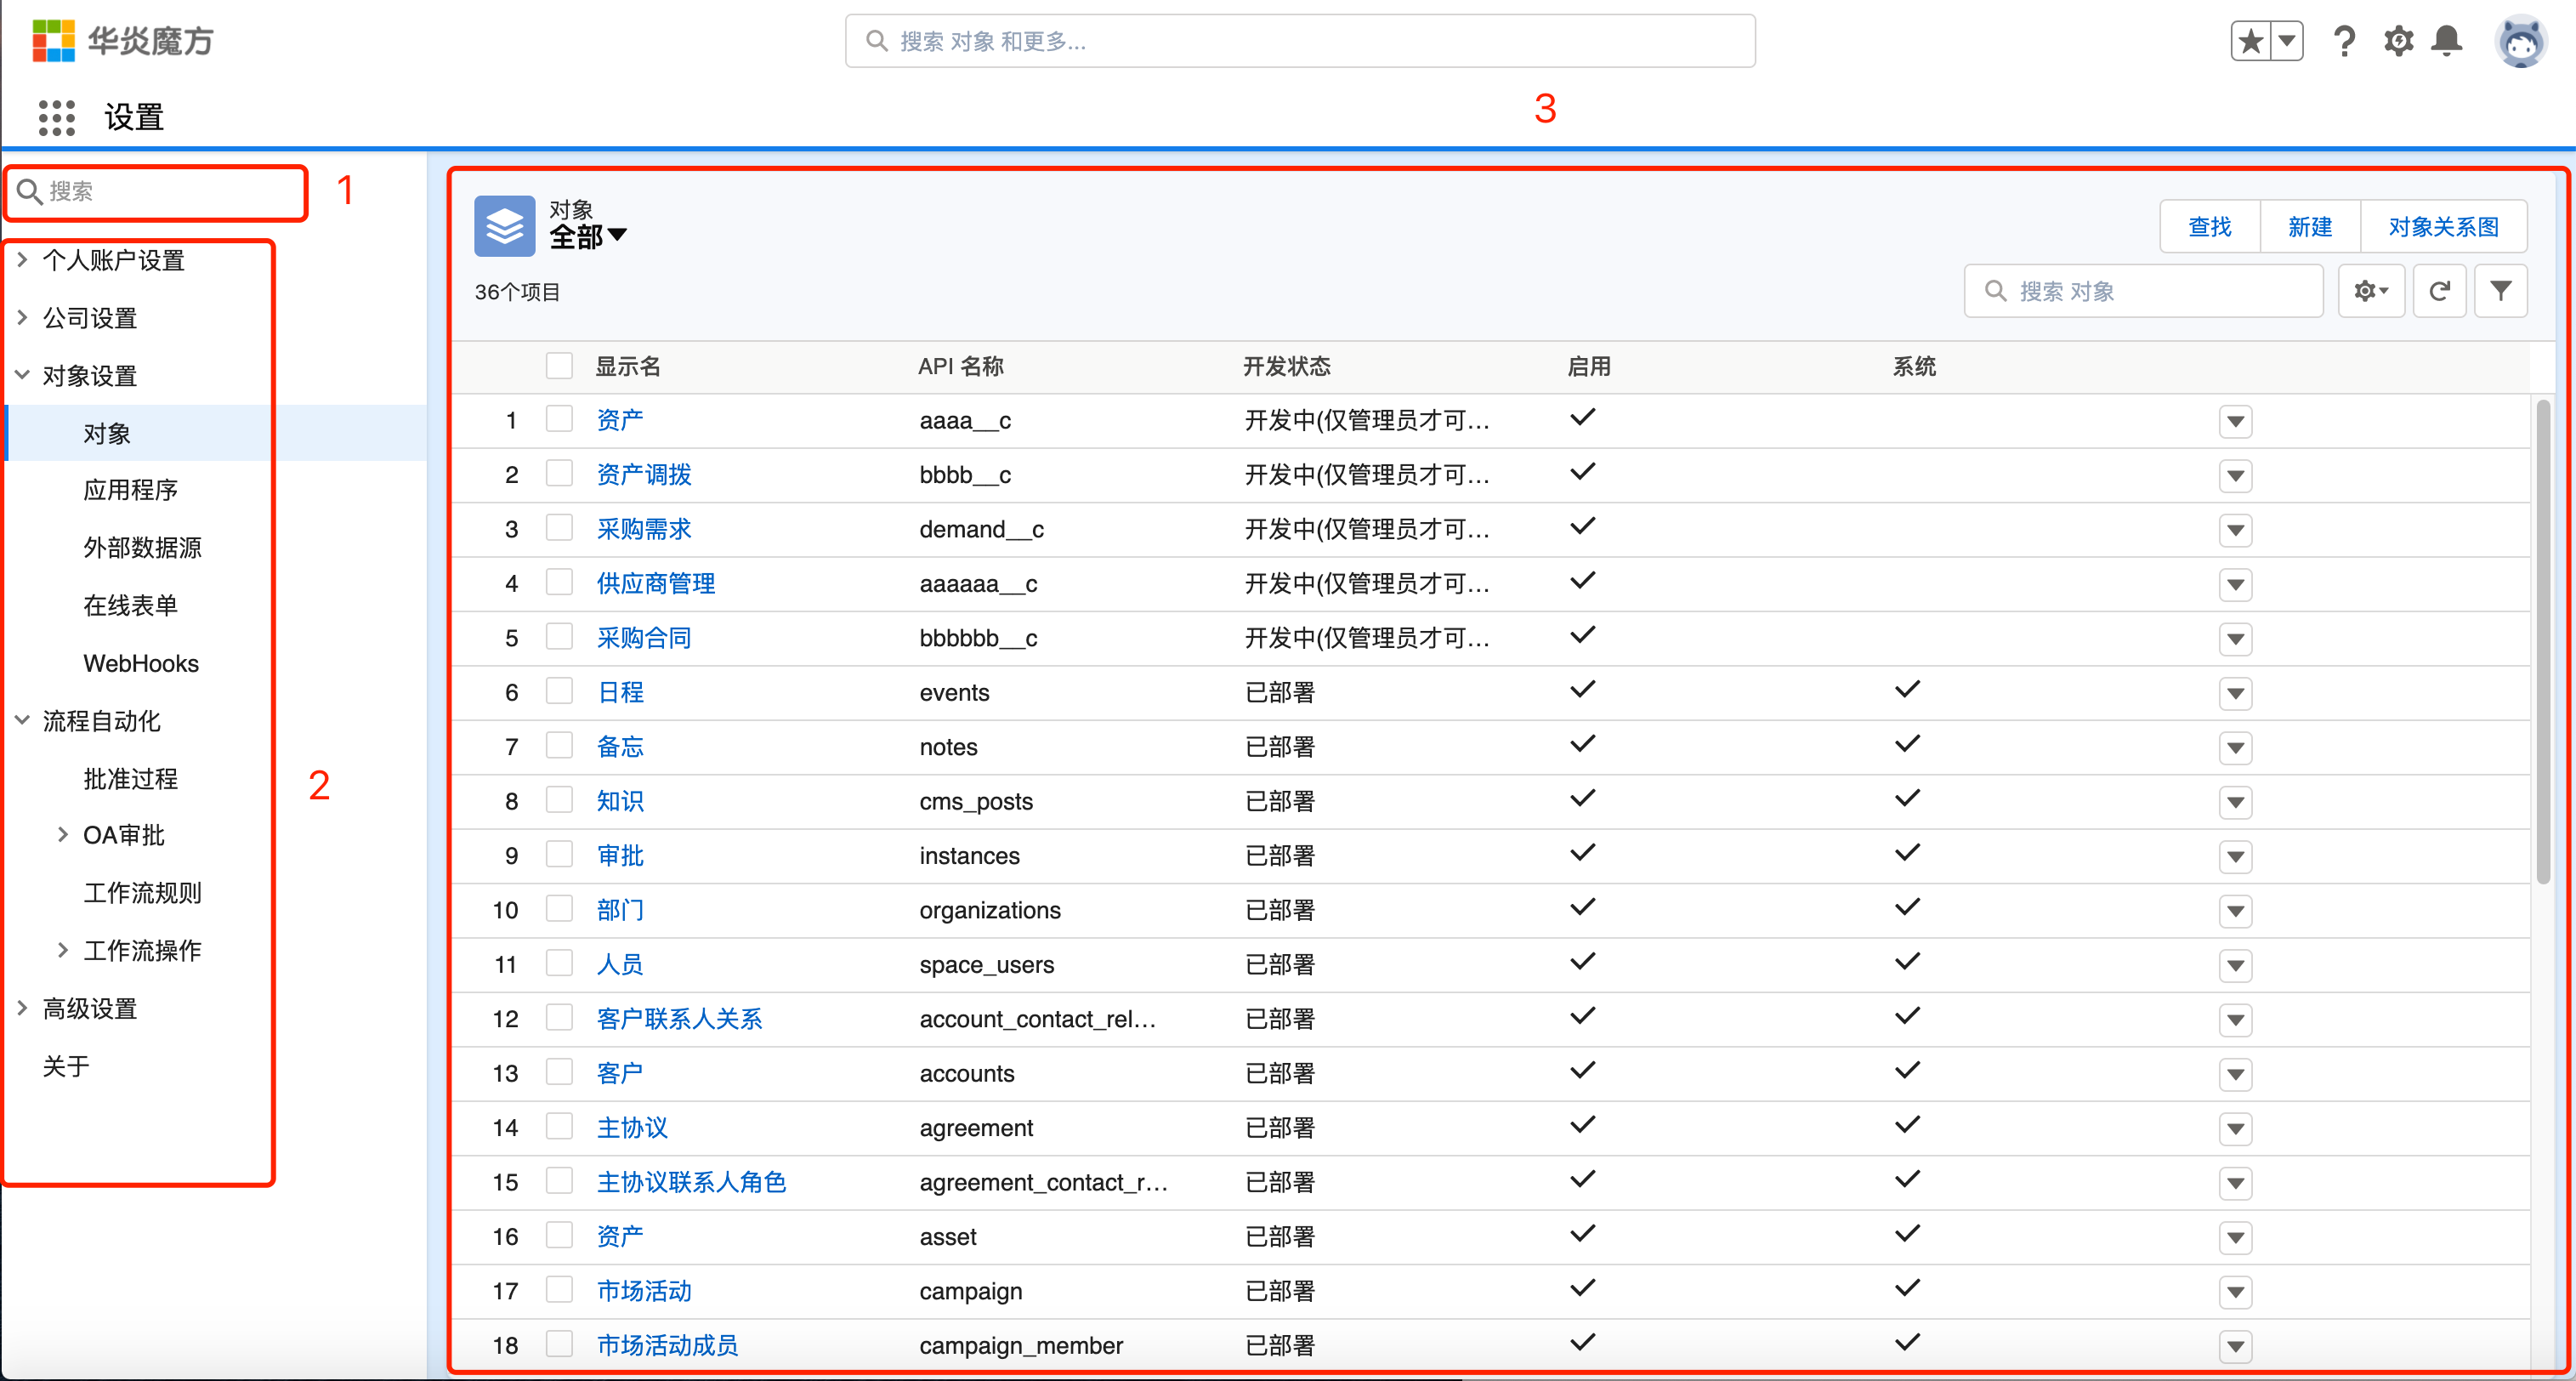 华炎魔方
搜索 对象 和更多...
设置
3
搜索
1
个人账户设置
公司设置
对象设置
对象
应用程序
外部数据源
在线表单
WebHooks
流程自动化
批准过程
OA审批
工作流规则
工作流操作
高级设置
关于
2
对象
全部
查找 新建 对象关系图
36个项目
搜索 对象
显示名 API 名称 开发状态 启用 系统
1 资产 aaaa__c 开发中(仅管理员才可...
2 资产调拨 bbbb__c 开发中(仅管理员才可...
3 采购需求 demand__c 开发中(仅管理员才可...
4 供应商管理 aaaaaa__c 开发中(仅管理员才可...
5 采购合同 bbbbbb__c 开发中(仅管理员才可...
6 日程 events 已部署
7 备忘 notes 已部署
8 知识 cms_posts 已部署
9 审批 instances 已部署
10 部门 organizations 已部署
11 人员 space_users 已部署
12 客户联系人关系 account_contact_rel... 已部署
13 客户 accounts 已部署
14 主协议 agreement 已部署
15 主协议联系人角色 agreement_contact_r... 已部署
16 资产 asset 已部署
17 市场活动 campaign 已部署
18 市场活动成员 campaign_member 已部署